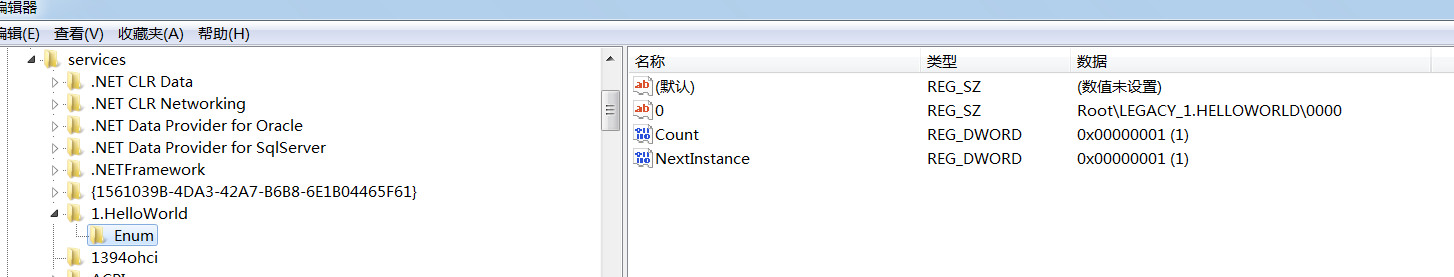 编辑器
编辑(E) 查看(V) 收藏夹(A) 帮助(H)
services
.NET CLR Data
.NET CLR Networking
.NET Data Provider for Oracle
.NET Data Provider for SqlServer
.NETFramework
{1561039B-4DA3-42A7-B6B8-6E1B04465F61}
1.HelloWorld
Enum
1394ohci
ACPI
名称 类型 数据
(默认) REG_SZ (数值未设置)
0 REG_SZ Root\LEGACY_1.HELLOWORLD\0000
Count REG_DWORD 0x00000001 (1)
NextInstance REG_DWORD 0x00000001 (1)